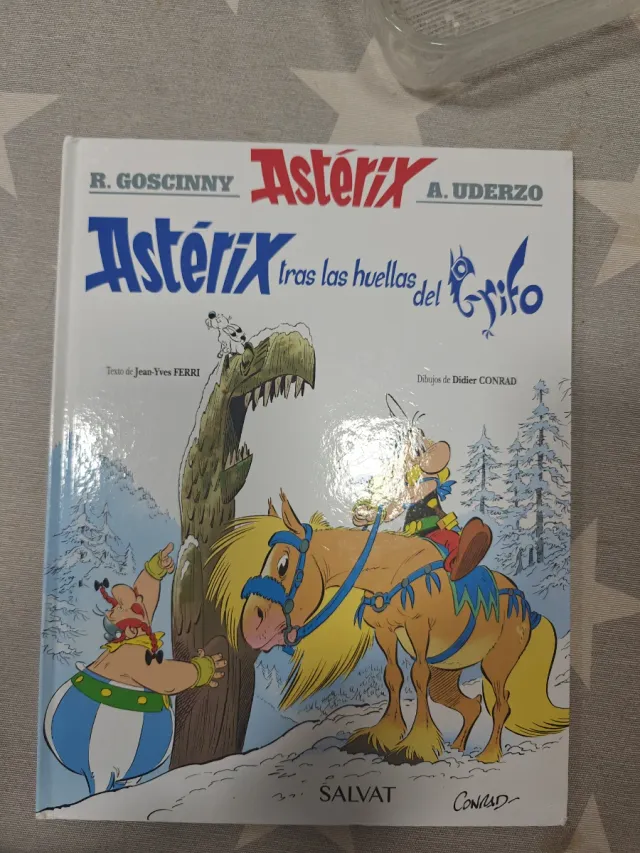 R. GOSCINNY Astérix A. UDERZO
Astérix tras las huellas del Grifo
Texto de Jean-Yves FERRI
Dibujos de Didier CONRAD
SALVAT
CONRAD